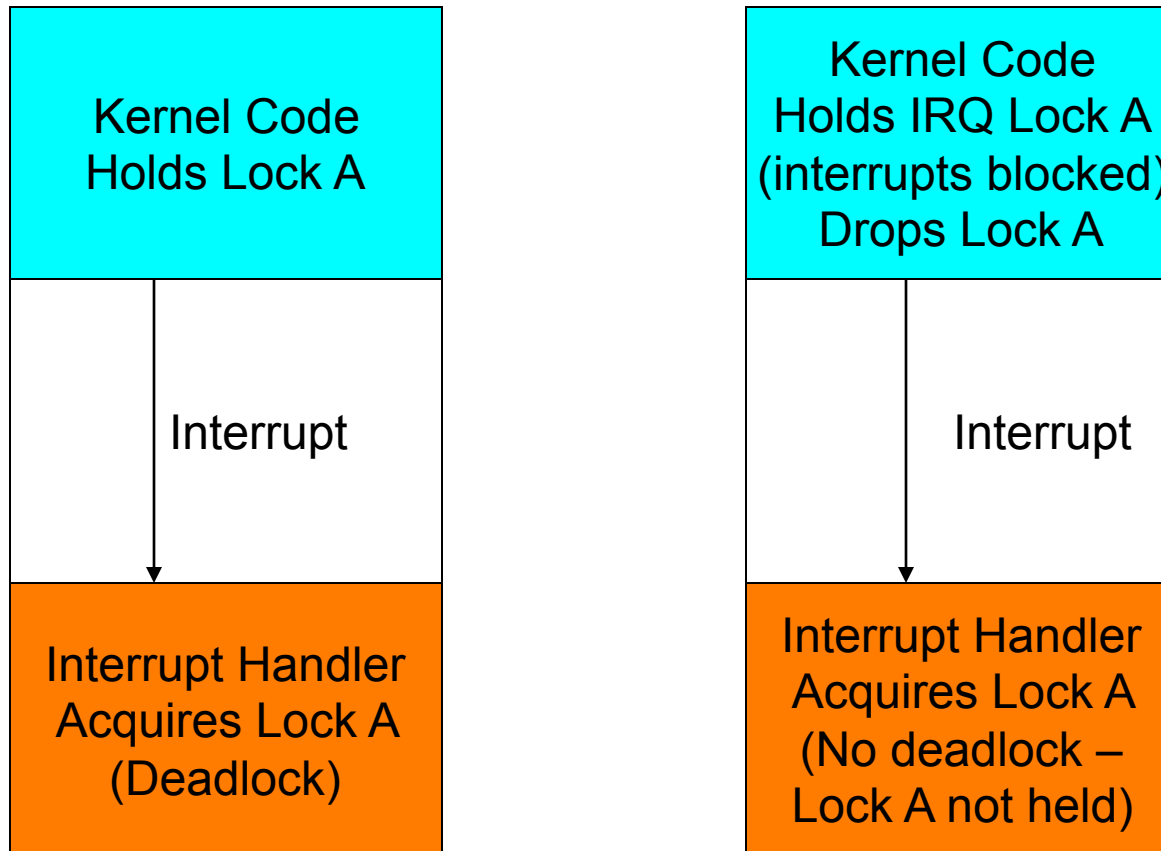 Kernel Code
Holds Lock A
Interrupt
Interrupt Handler
Acquires Lock A
(Deadlock)
Kernel Code
Holds IRQ Lock A
(interrupts blocked)
Drops Lock A
Interrupt
Interrupt Handler
Acquires Lock A
(No deadlock –
Lock A not held)